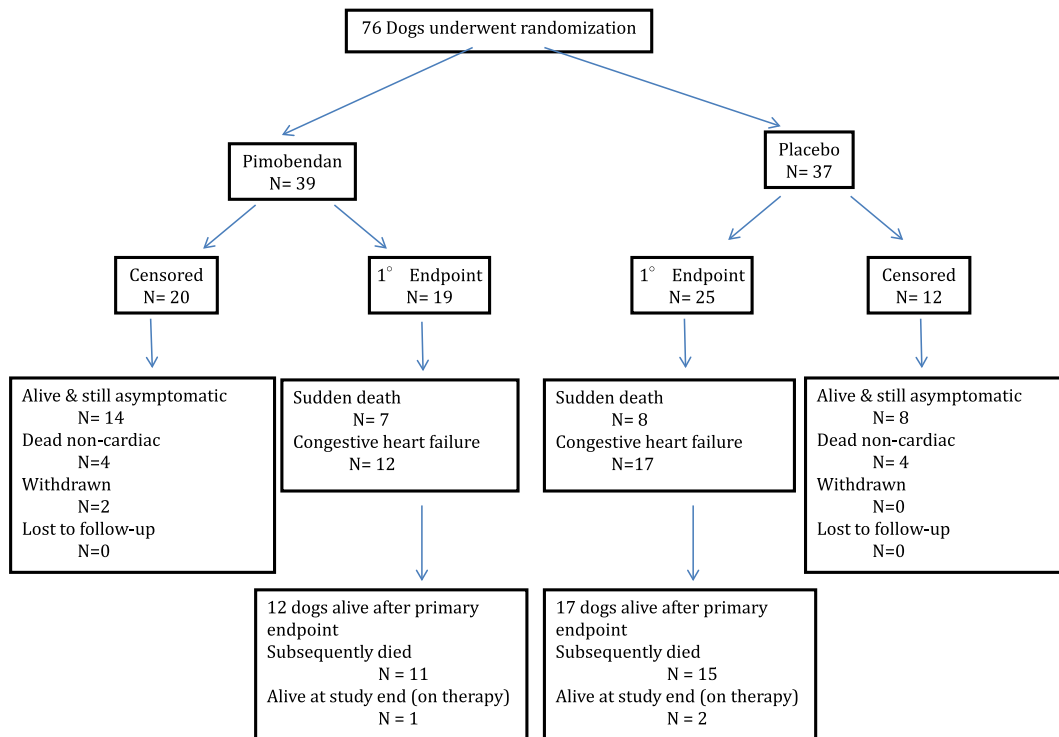 76 Dogs underwent randomization
Pimobendan
N= 39
Placebo
N= 37
Censored
N= 20
1° Endpoint
N= 19
1° Endpoint
N= 25
Censored
N= 12
Alive & still asymptomatic
N= 14
Dead non-cardiac
N=4
Withdrawn
N=2
Lost to follow-up
N=0
Sudden death
N= 7
Congestive heart failure
N= 12
Sudden death
N= 8
Congestive heart failure
N=17
Alive & still asymptomatic
N= 8
Dead non-cardiac
N= 4
Withdrawn
N=0
Lost to follow-up
N=0
12 dogs alive after primary
endpoint
Subsequently died
N = 11
Alive at study end (on therapy)
N = 1
17 dogs alive after primary
endpoint
Subsequently died
N = 15
Alive at study end (on therapy)
N = 2